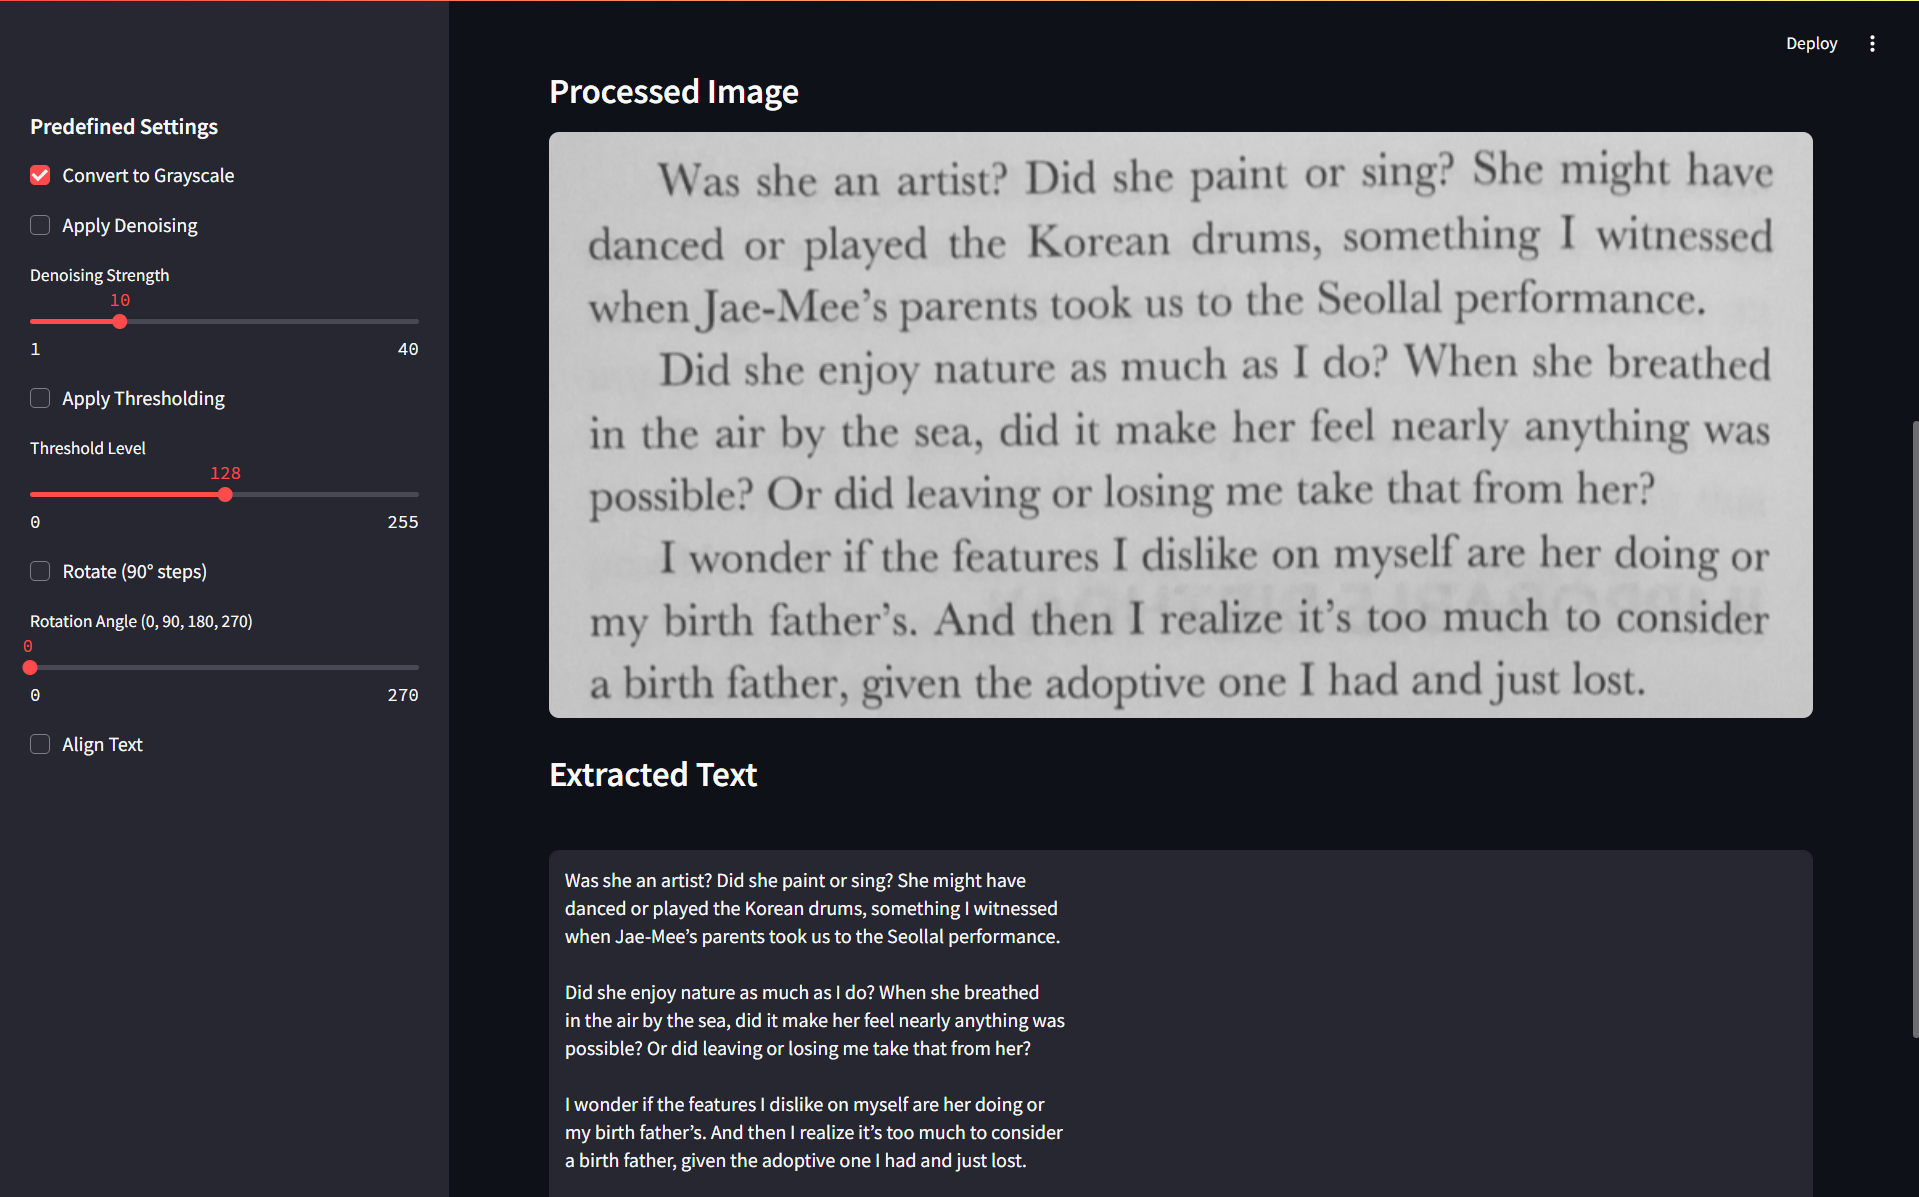 Deploy
Predefined Settings
Convert to Grayscale
Apply Denoising
Denoising Strength
10
1 40
Apply Thresholding
Threshold Level
128
0 255
Rotate (90° steps)
Rotation Angle (0, 90, 180, 270)
0
0 270
Align Text
Processed Image
Was she an artist? Did she paint or sing? She might have
danced or played the Korean drums, something I witnessed
when Jae-Mee’s parents took us to the Seollal performance.
Did she enjoy nature as much as I do? When she breathed
in the air by the sea, did it make her feel nearly anything was
possible? Or did leaving or losing me take that from her?
I wonder if the features I dislike on myself are her doing or
my birth father’s. And then I realize it’s too much to consider
a birth father, given the adoptive one I had and just lost.
Extracted Text
Was she an artist? Did she paint or sing? She might have
danced or played the Korean drums, something I witnessed
when Jae-Mee’s parents took us to the Seollal performance.
Did she enjoy nature as much as I do? When she breathed
in the air by the sea, did it make her feel nearly anything was
possible? Or did leaving or losing me take that from her?
I wonder if the features I dislike on myself are her doing or
my birth father’s. And then I realize it’s too much to consider
a birth father, given the adoptive one I had and just lost.